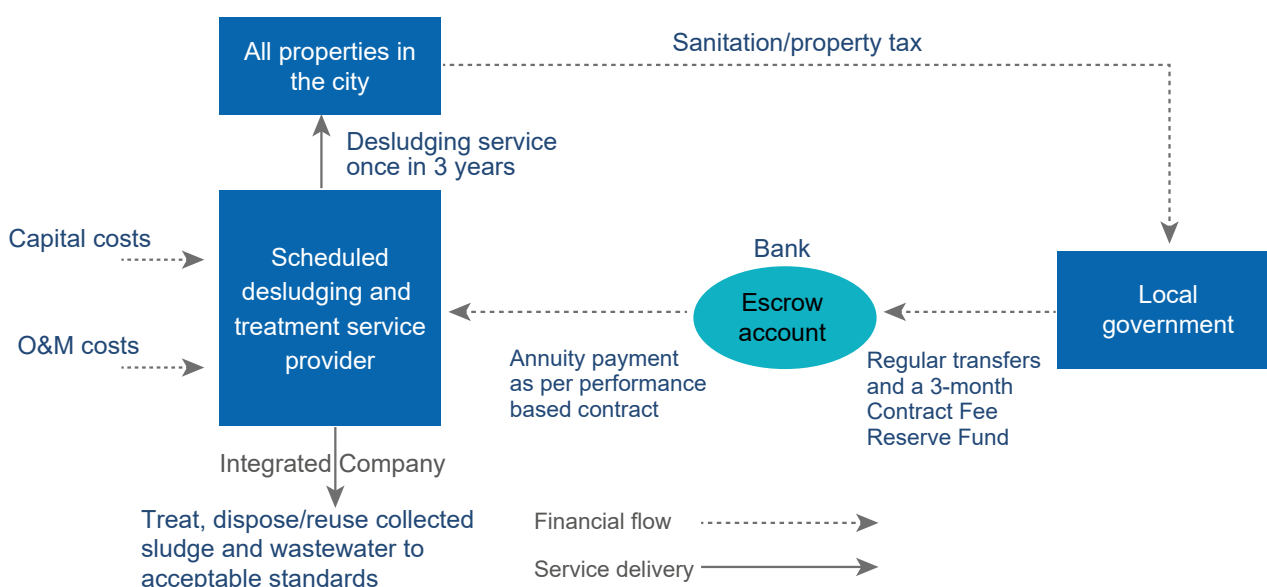 All properties in
the city
Sanitation/property tax
Desludging service
once in 3 years
Capital costs
O&M costs
Scheduled
desludging and
treatment service
provider
Bank
Escrow
account
Local
government
Annuity payment
as per performance
based contract
Regular transfers
and a 3-month
Contract Fee
Reserve Fund
Integrated Company
Treat, dispose/reuse collected
sludge and wastewater to
acceptable standards
Financial flow
Service delivery